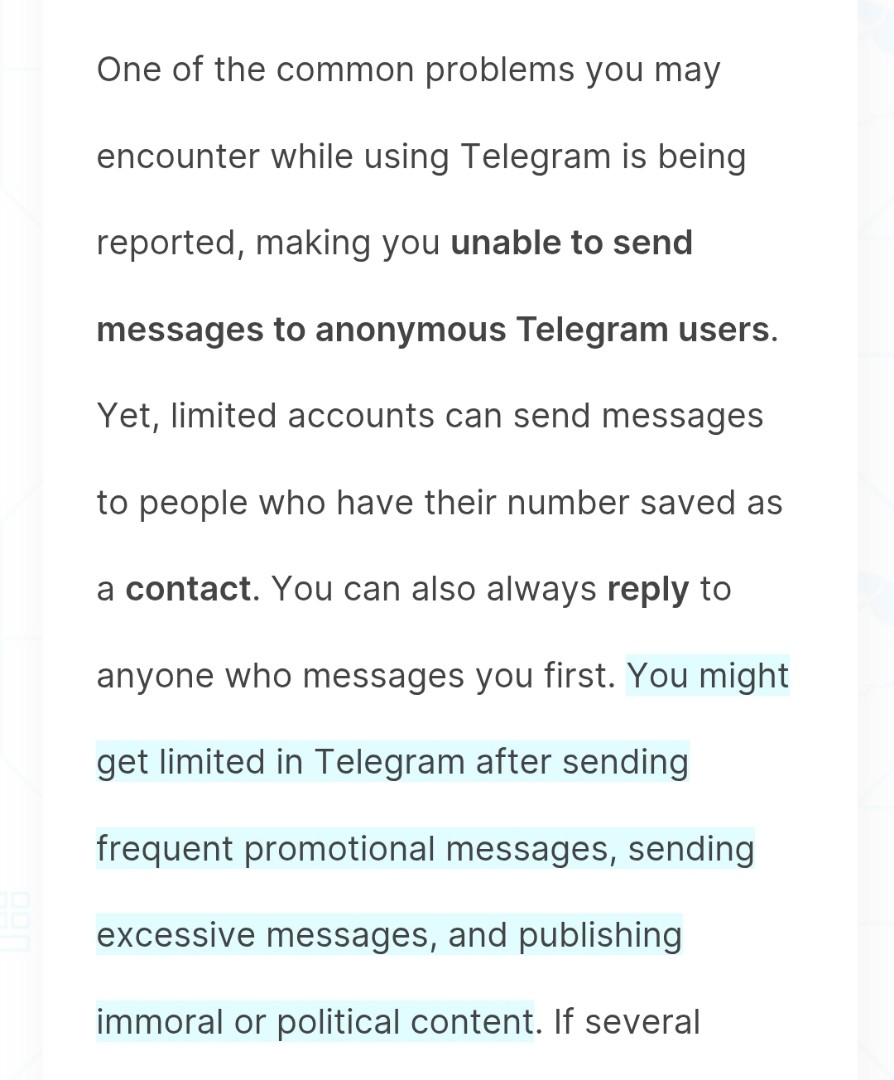 One of the common problems you may
encounter while using Telegram is being
reported, making you unable to send
messages to anonymous Telegram users.
Yet, limited accounts can send messages
to people who have their number saved as
a contact. You can also always reply to
anyone who messages you first. You might
get limited in Telegram after sending
frequent promotional messages, sending
excessive messages, and publishing
immoral or political content. If several